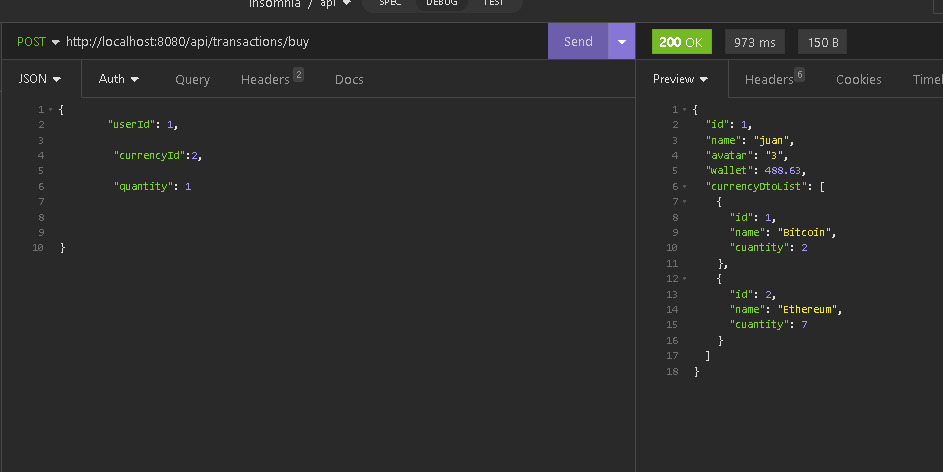 insomnia / api SPEC DEBUG TEST
POST http://localhost:8080/api/transactions/buy Send 200 OK 973 ms 150 B
JSON Auth Query Headers 2 Docs
Preview Headers 6 Cookies
1 {
2 "userId": 1,
3
4 "currencyId":2,
5
6 "quantity": 1
7
8
9
10 }
1 {
2 "id": 1,
3 "name": "juan",
4 "avatar": "3",
5 "wallet": 488.63,
6 "currencyDtoList": [
7 {
8 "id": 1,
9 "name": "Bitcoin",
10 "cuantity": 2
11 },
12 {
13 "id": 2,
14 "name": "Ethereum",
15 "cuantity": 7
16 }
17 ]
18 }